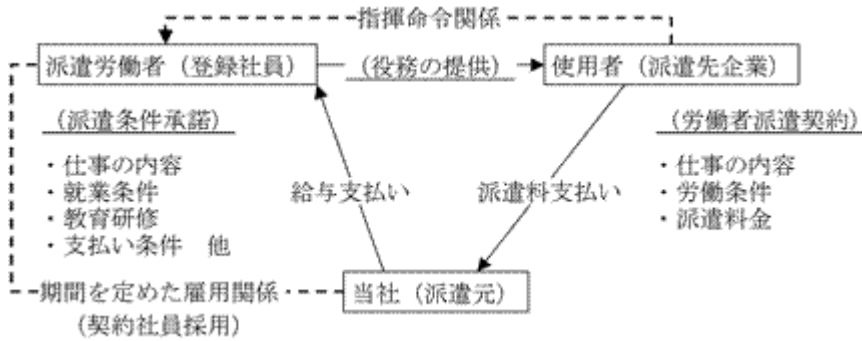 指揮命令関係
派遣労働者（登録社員）
（役務の提供）
使用者（派遣先企業）
（派遣条件承諾）
・仕事の内容
・就業条件
・教育研修
・支払い条件　他
給与支払い
派遣料支払い
（労働者派遣契約）
・仕事の内容
・労働条件
・派遣料金
期間を定めた雇用関係
（契約社員採用）
当社（派遣元）